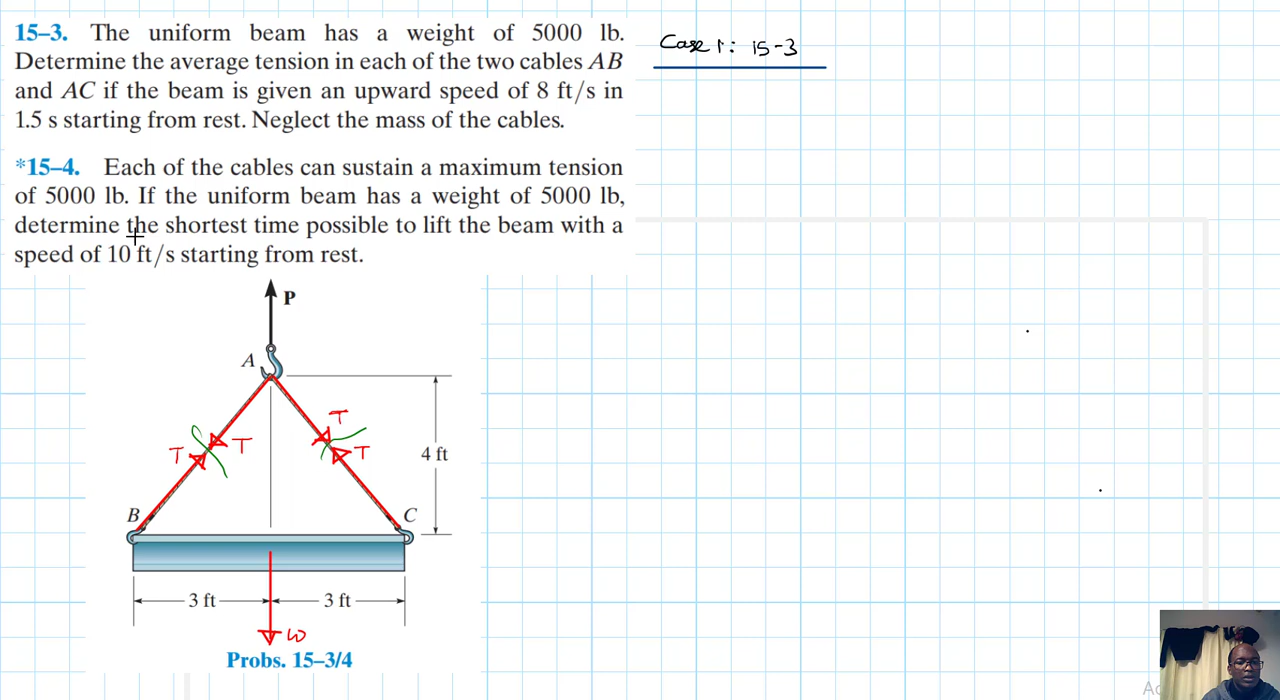 15–3. The uniform beam has a weight of 5000 lb.
Determine the average tension in each of the two cables AB
and AC if the beam is given an upward speed of 8 ft/s in
1.5 s starting from rest. Neglect the mass of the cables.
*15–4. Each of the cables can sustain a maximum tension
of 5000 lb. If the uniform beam has a weight of 5000 lb,
determine the shortest time possible to lift the beam with a
speed of 10 ft/s starting from rest.
Case 1: 15-3
P
A
T
T
T
T
4 ft
B
C
3 ft
3 ft
W
Probs. 15–3/4